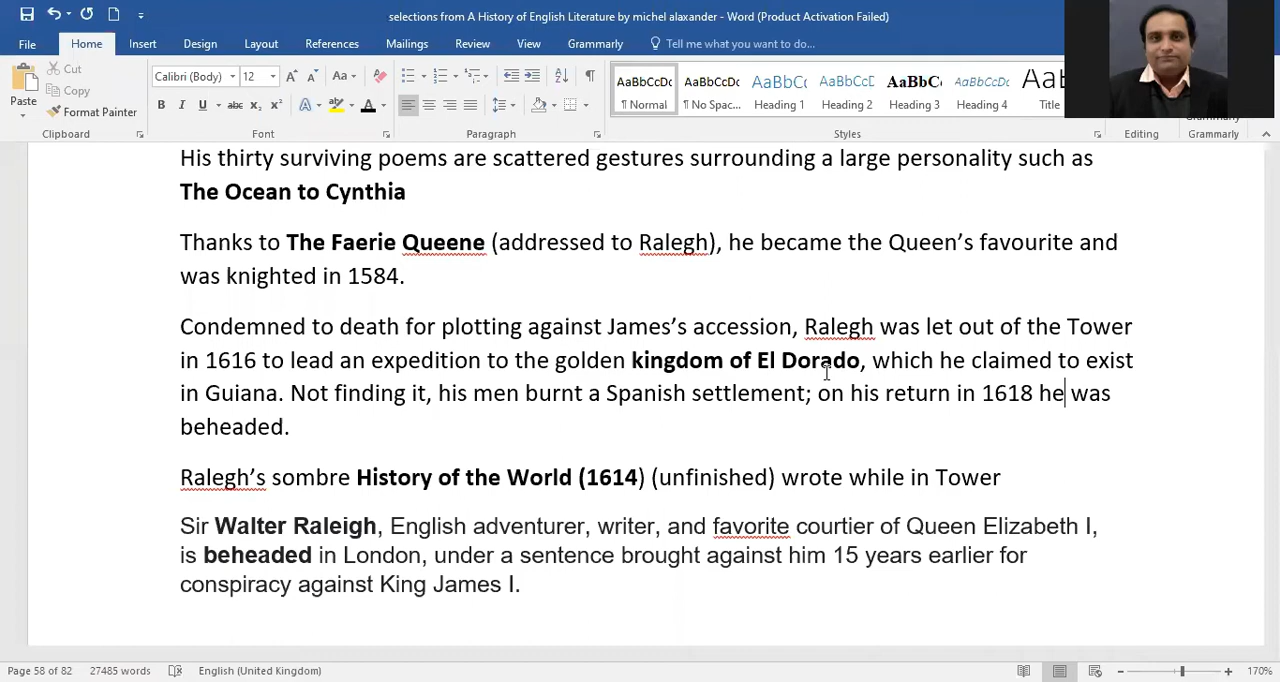 selections from A History of English Literature by michel alaxander - Word (Product Activation Failed)
File Home Insert Design Layout References Mailings Review View Grammarly Tell me what you want to do...
Cut
Calibri (Body) 12 Aa
AaBbCcDc AaBbCcDc AaBbCc AaBbCcD AaBbC AaBbCcD Aa
Copy
Paste
Format Painter
B I U abc x₂ x² A A
¶ Normal ¶ No Spac... Heading 1 Heading 2 Heading 3 Heading 4 Title
Clipboard Font Paragraph Styles Editing Grammarly
His thirty surviving poems are scattered gestures surrounding a large personality such as
The Ocean to Cynthia
Thanks to The Faerie Queene (addressed to Ralegh), he became the Queen’s favourite and
was knighted in 1584.
Condemned to death for plotting against James’s accession, Ralegh was let out of the Tower
in 1616 to lead an expedition to the golden kingdom of El Dorado, which he claimed to exist
in Guiana. Not finding it, his men burnt a Spanish settlement; on his return in 1618 he was
beheaded.
Ralegh’s sombre History of the World (1614) (unfinished) wrote while in Tower
Sir Walter Raleigh, English adventurer, writer, and favorite courtier of Queen Elizabeth I,
is beheaded in London, under a sentence brought against him 15 years earlier for
conspiracy against King James I.
Page 58 of 82 27485 words English (United Kingdom) 170%